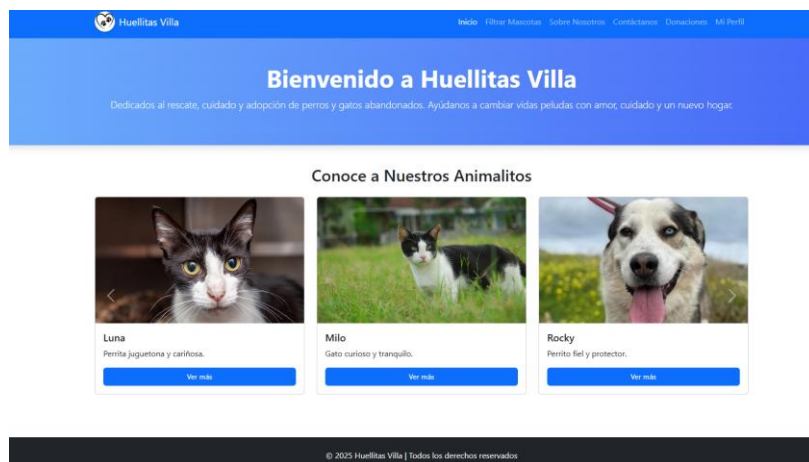 Huellitas Villa
Inicio Filtrar Mascotas Sobre Nosotros Contáctanos Donaciones Mi Perfil
Bienvenido a Huellitas Villa
Dedicados al rescate, cuidado y adopción de perros y gatos abandonados. Ayúdanos a cambiar vidas peludas con amor, cuidado y un nuevo hogar.
Conoce a Nuestros Animalitos
Luna
Perrita juguetona y cariñosa.
Ver más
Milo
Gato curioso y tranquilo.
Ver más
Rocky
Perrito fiel y protector.
Ver más
© 2025 Huellitas Villa | Todos los derechos reservados